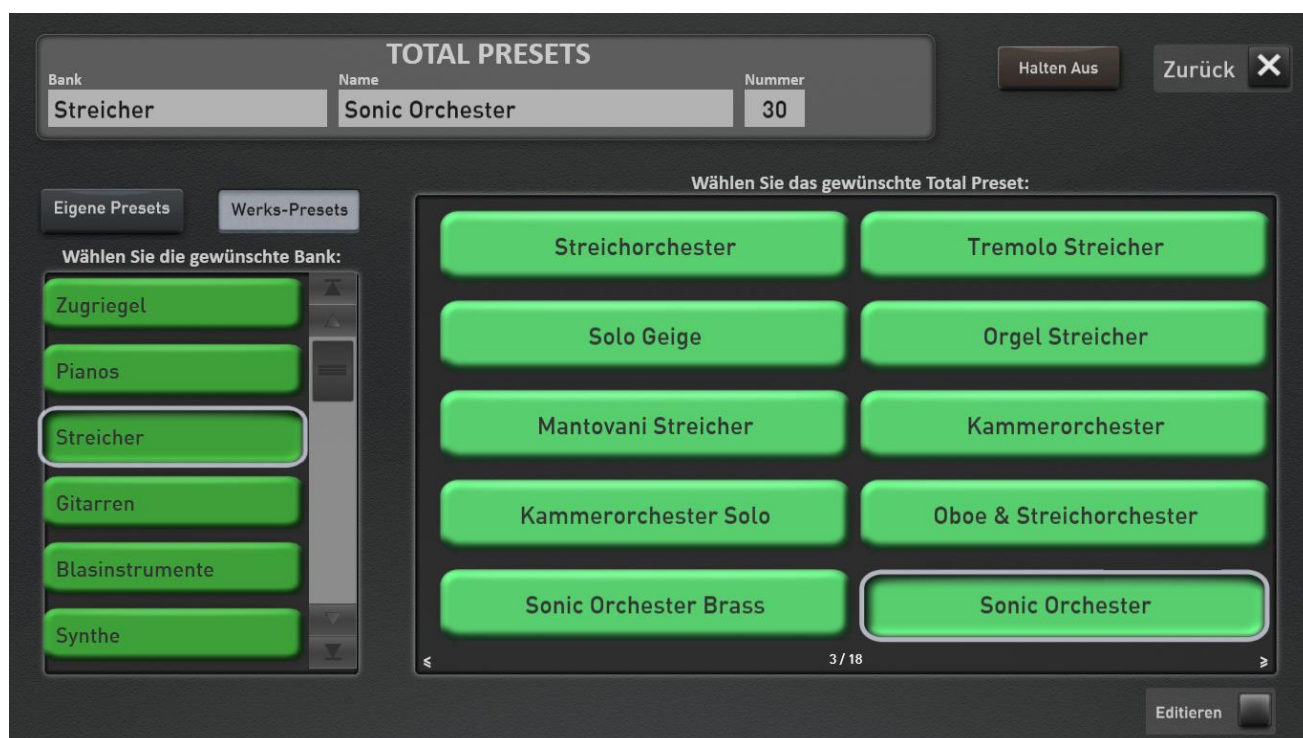 TOTAL PRESETS
Bank
Name
Nummer
Streicher
Sonic Orchester
30
Halten Aus
Zurück
Eigene Presets
Werks-Presets
Wählen Sie die gewünschte Bank:
Zugriegel
Pianos
Streicher
Gitarren
Blasinstrumente
Synthe
Wählen Sie das gewünschte Total Preset:
Streichorchester
Tremolo Streicher
Solo Geige
Orgel Streicher
Mantovani Streicher
Kammerorchester
Kammerorchester Solo
Oboe & Streichorchester
Sonic Orchester Brass
Sonic Orchester
3 / 18
Editieren